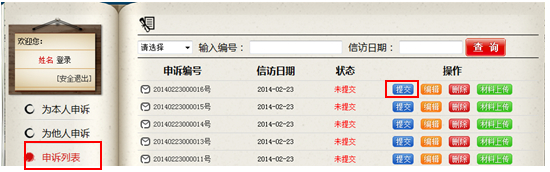 欢迎您:
姓名 登录
[安全退出]
为本人申诉
为他人申诉
申诉列表
请选择 输入编号: 信访日期: 查 询
申诉编号 信访日期 状态 操作
20140223000016号 2014-02-23 未提交 提交 编辑 删除 材料上传
20140223000015号 2014-02-23 未提交 提交 编辑 删除 材料上传
20140223000014号 2014-02-23 未提交 提交 编辑 删除 材料上传
20140223000013号 2014-02-23 未提交 提交 编辑 删除 材料上传
20140223000011号 2014-02-23 未提交 提交 编辑 删除 材料上传